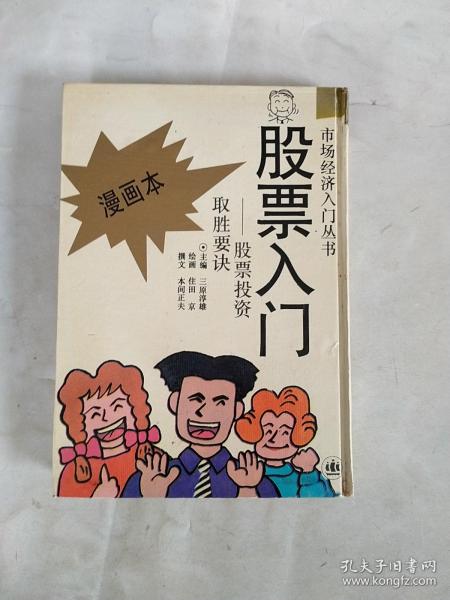 市场经济入门丛书
股票入门
——股票投资
取胜要诀
⊙主编 三原淳雄
绘画 住田 京
撰文 本间正夫
漫画本
孔夫子旧书网
www.kongfz.com